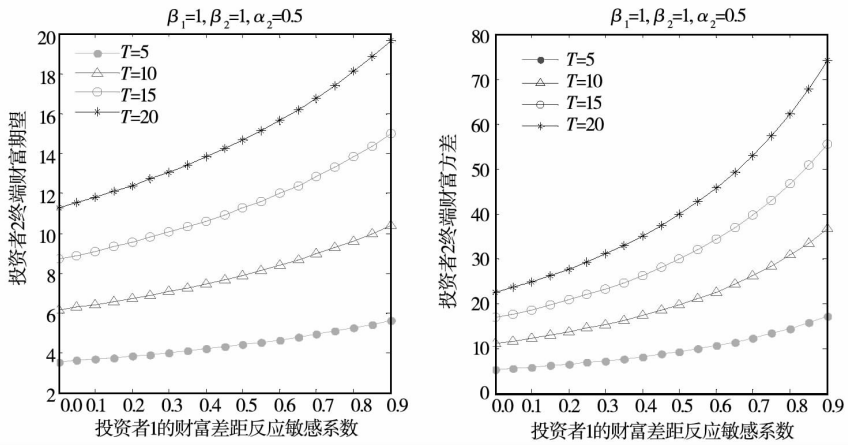 β₁=1, β₂=1, α₂=0.5
20
18
16
14
12
10
8
6
4
2
T=5
T=10
T=15
T=20
投资者2终端财富期望
0.0 0.1 0.2 0.3 0.4 0.5 0.6 0.7 0.8 0.9
投资者1的财富差距反应敏感系数
β₁=1, β₂=1, α₂=0.5
80
70
60
50
40
30
20
10
0
T=5
T=10
T=15
T=20
投资者2终端财富方差
0.0 0.1 0.2 0.3 0.4 0.5 0.6 0.7 0.8 0.9
投资者1的财富差距反应敏感系数